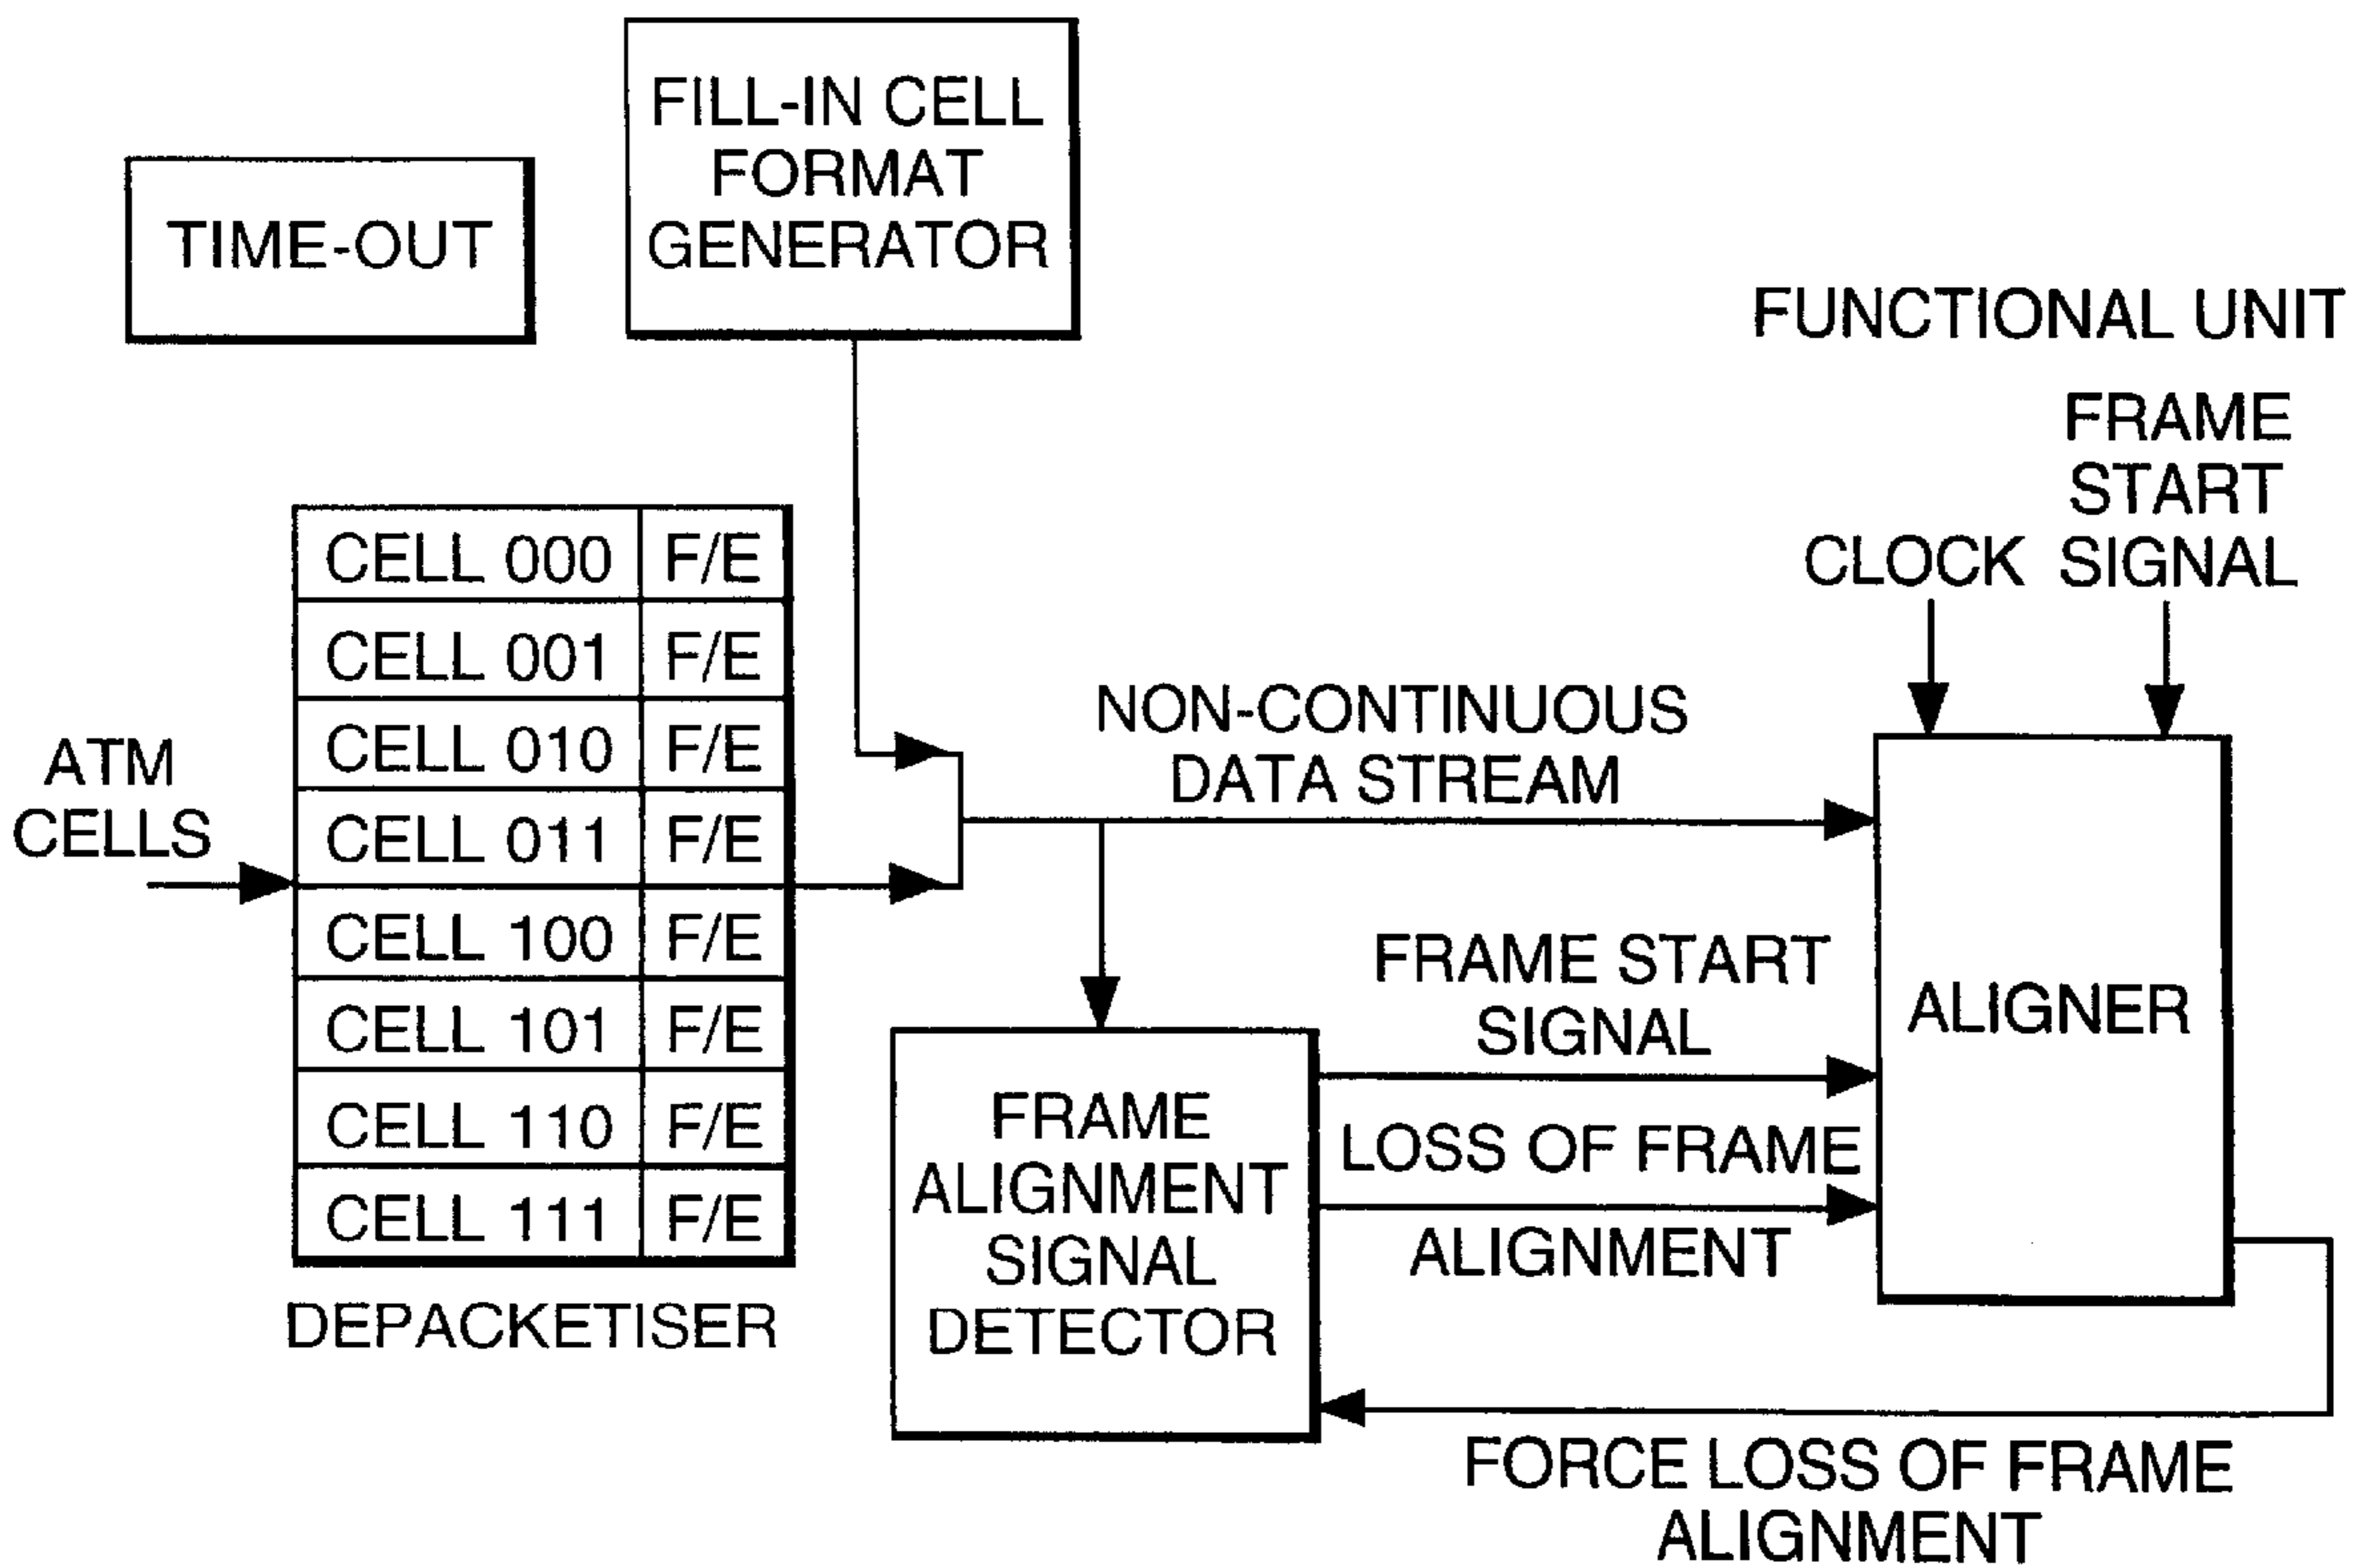 FILL-IN CELL
FORMAT
GENERATOR
TIME-OUT
FUNCTIONAL UNIT
FRAME
START
SIGNAL
CLOCK
ATM
CELLS
CELL 000 F/E
CELL 001 F/E
CELL 010 F/E
CELL 011 F/E
CELL 100 F/E
CELL 101 F/E
CELL 110 F/E
CELL 111 F/E
DEPACKETISER
NON-CONTINUOUS
DATA STREAM
FRAME START
SIGNAL
LOSS OF FRAME
ALIGNMENT
ALIGNER
FRAME
ALIGNMENT
SIGNAL
DETECTOR
FORCE LOSS OF FRAME
ALIGNMENT